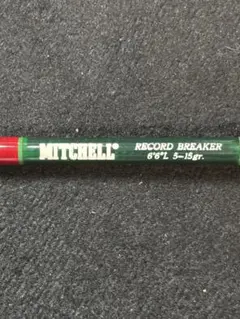 MITCHELL® RECORD BREAKER
6'6"L 5-15gr.